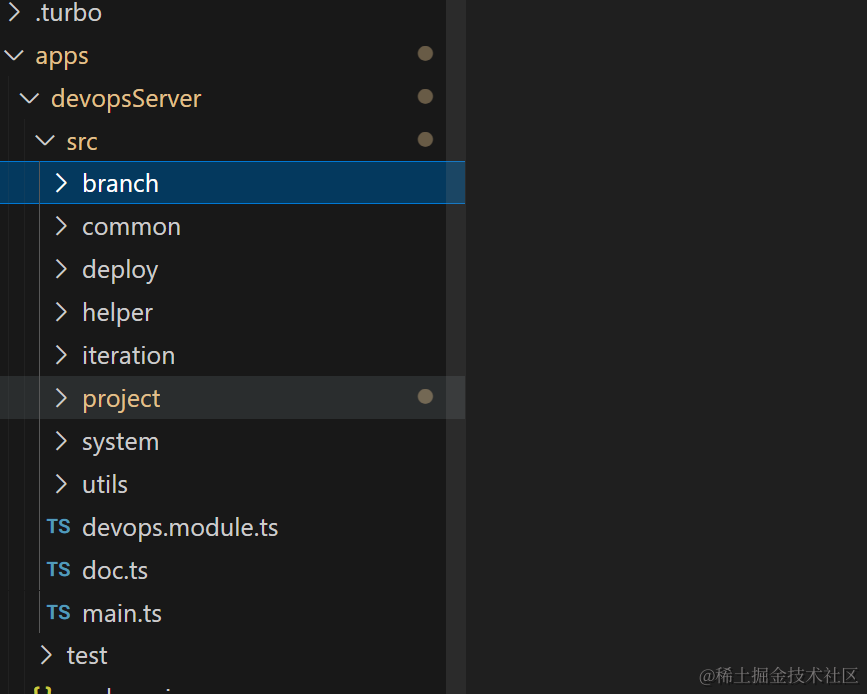 .turbo
apps
devopsServer
src
branch
common
deploy
helper
iteration
project
system
utils
TS devops.module.ts
TS doc.ts
TS main.ts
test
@稀土掘金技术社区